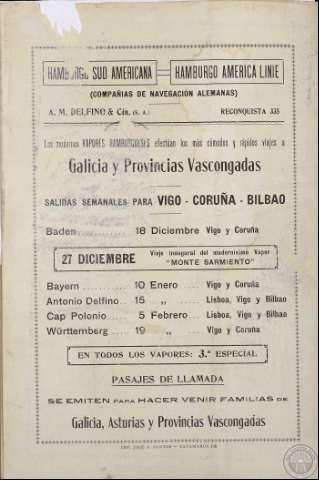 HAMBURGO SUD AMERICANA — HAMBURGO AMERICA LINIE
(COMPAÑIAS DE NAVEGACIÓN ALEMANAS)
A. M. DELFINO & Cía. (S. A.) RECONQUISTA 335
Los modernos VAPORES HAMBURGUESES efectúan los más cómodos y rápidos viajes a
Galicia y Provincias Vascongadas
SALIDAS SEMANALES PARA VIGO - CORUÑA - BILBAO
Baden 18 Diciembre Vigo y Coruña
27 DICIEMBRE Viaje inaugural del modernísimo Vapor
"MONTE SARMIENTO"
Bayern 10 Enero Vigo y Coruña
Antonio Delfino 15 „ Lisboa, Vigo y Bilbao
Cap Polonio 5 Febrero Lisboa, Vigo y Bilbao
Württemberg 19 „ Vigo y Coruña
EN TODOS LOS VAPORES: 3.ª ESPECIAL
PASAJES DE LLAMADA
SE EMITEN PARA HACER VENIR FAMILIAS DE
Galicia, Asturias y Provincias Vascongadas